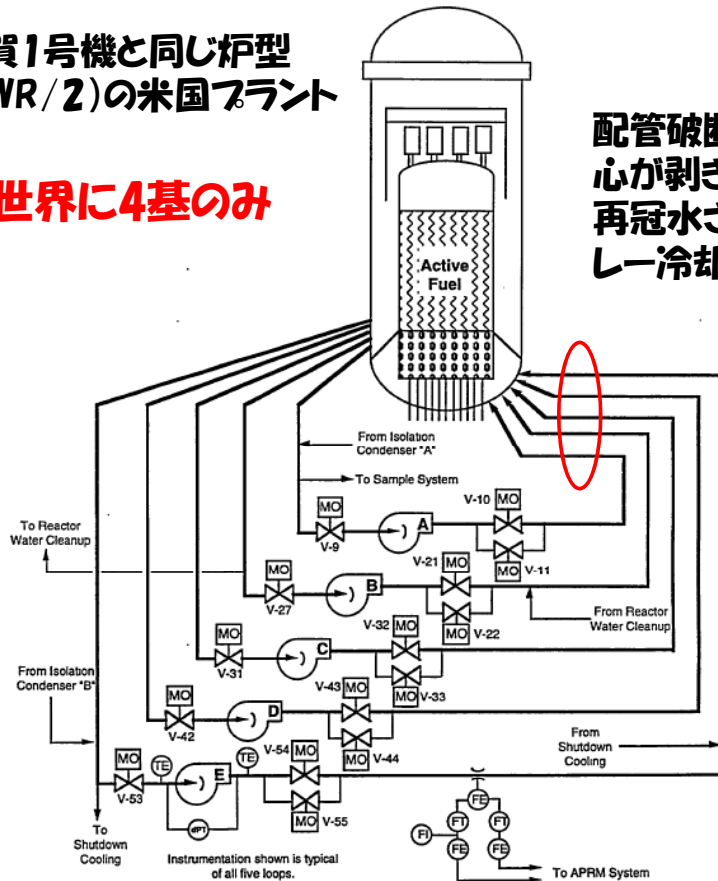 賀1号機と同じ炉型
WR/2)の米国プラント
世界に4基のみ
配管破断
心が剥き
再冠水さ
レー冷却
Active
Fuel
From Isolation
Condenser "A"
To Sample System
To Reactor
Water Cleanup
MO
V-9
A
V-10
MO
MO
V-11
MO
V-27
B
V-21
MO
MO
V-22
From Reactor
Water Cleanup
MO
V-31
C
V-32
MO
MO
V-33
From Isolation
Condenser "B"
MO
V-42
D
V-43
MO
MO
V-44
From
Shutdown
Cooling
MO
V-53
TE
E
TE
V-54
MO
MO
V-55
dPT
To
Shutdown
Cooling
Instrumentation shown is typical
of all five loops.
FE
FT
FT
FI
FE
FE
To APRM System